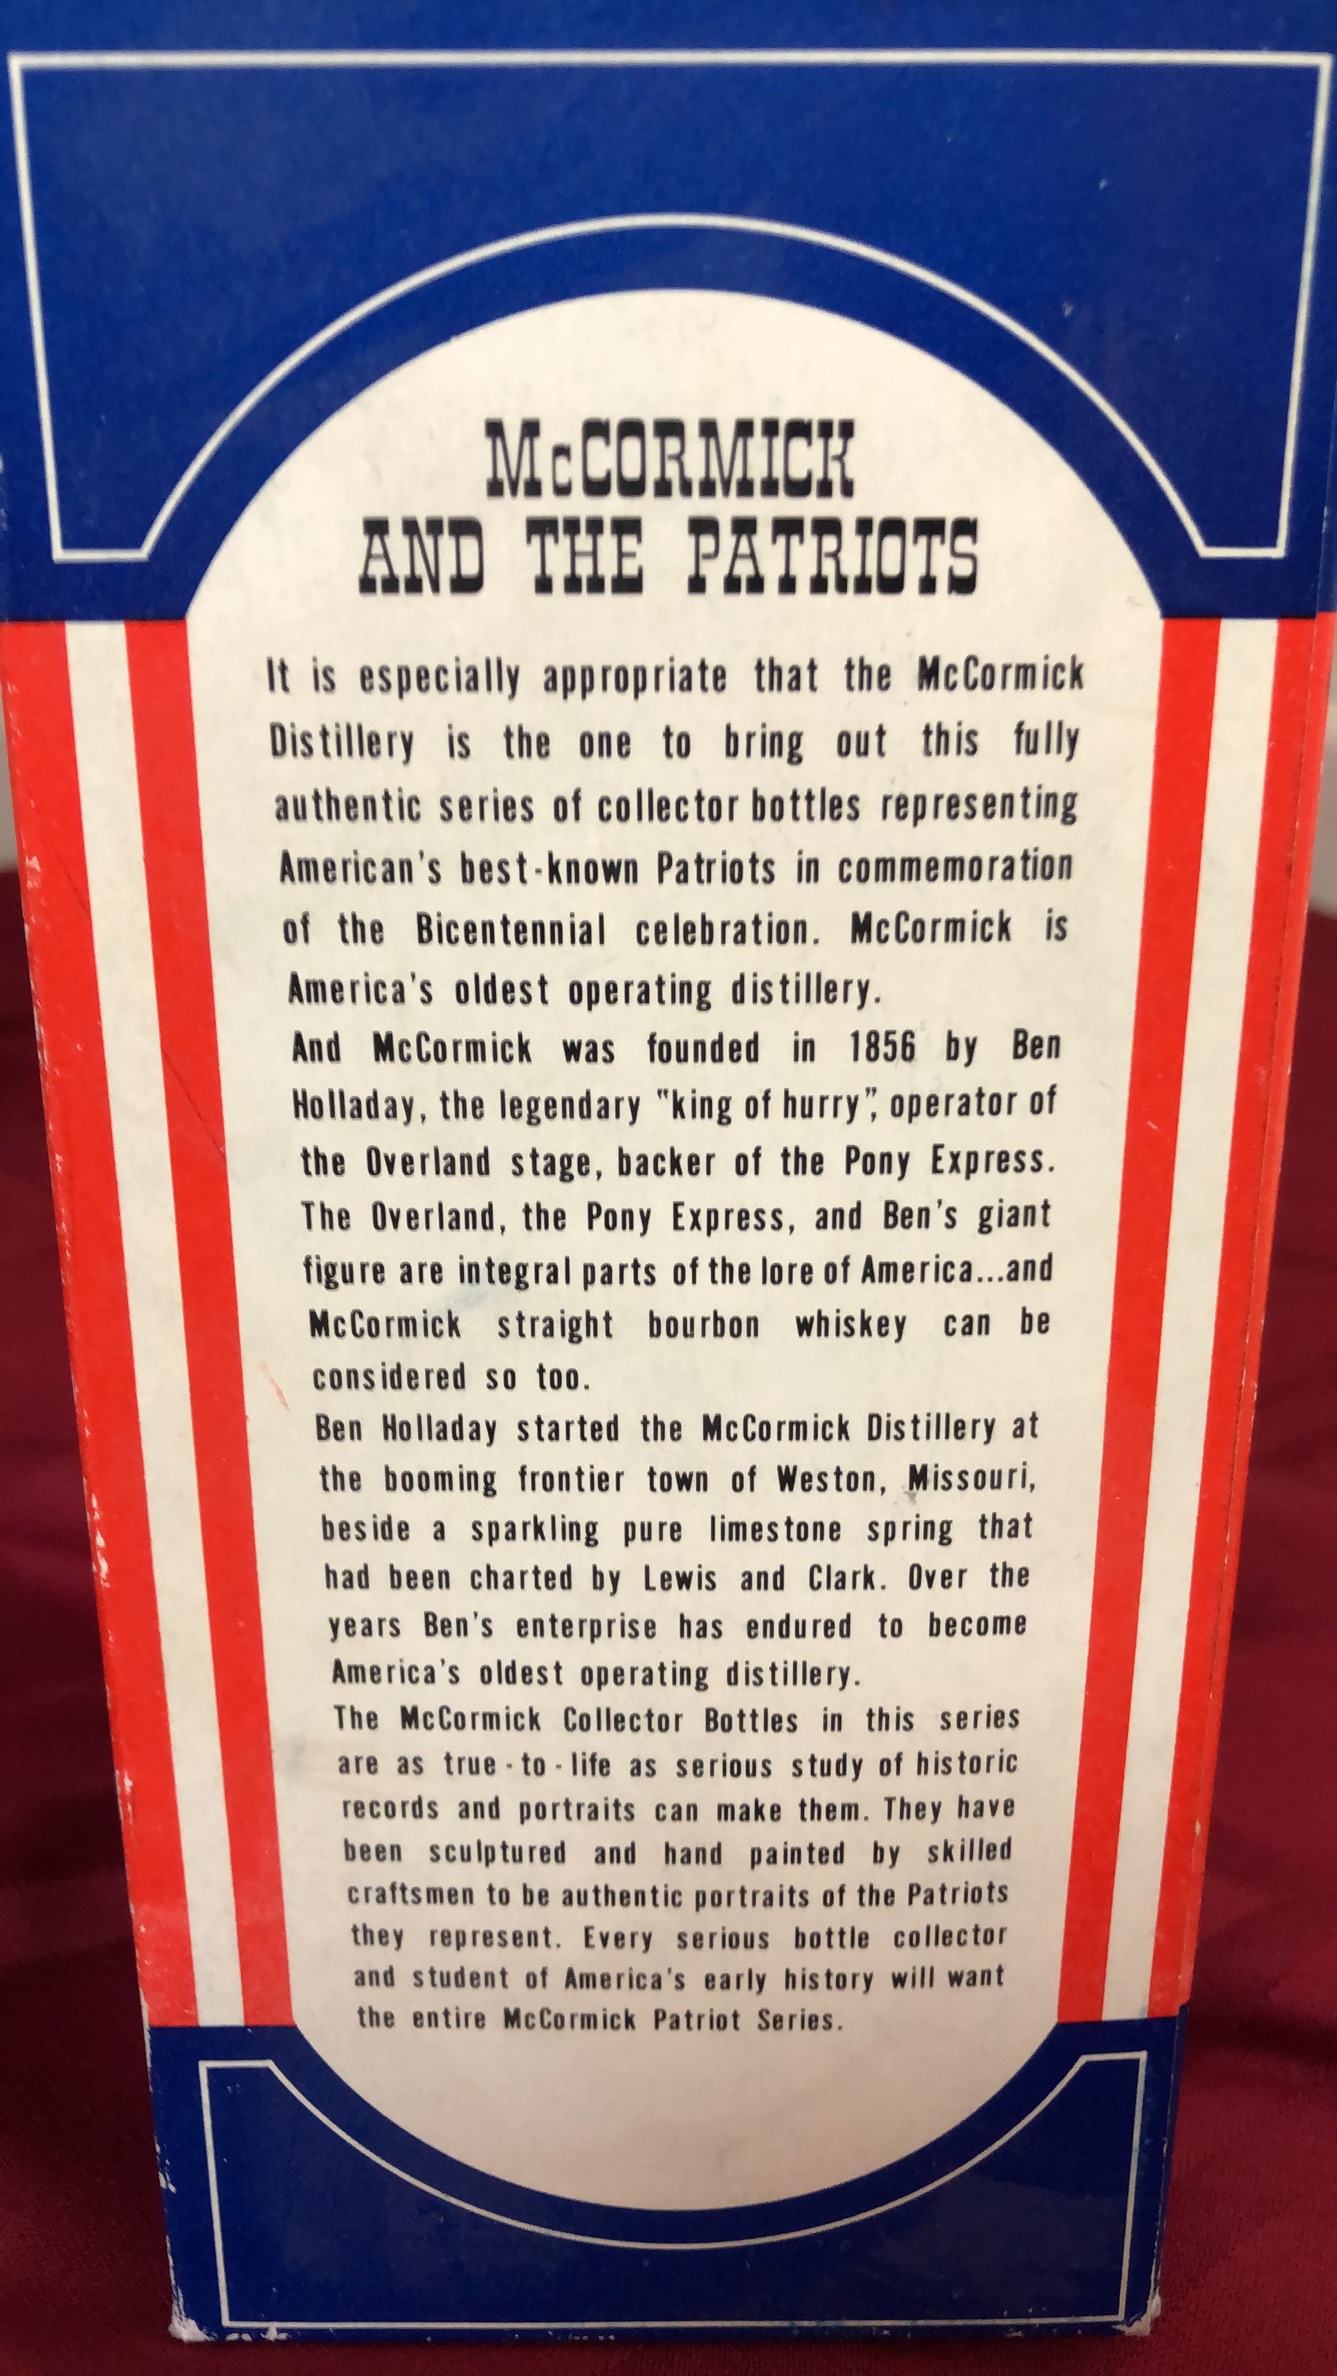 McCORMICK
AND THE PATRIOTS
It is especially appropriate that the McCormick
Distillery is the one to bring out this fully
authentic series of collector bottles representing
American's best-known Patriots in commemoration
of the Bicentennial celebration. McCormick is
America's oldest operating distillery.
And McCormick was founded in 1856 by Ben
Holladay, the legendary "king of hurry", operator of
the Overland stage, backer of the Pony Express.
The Overland, the Pony Express, and Ben's giant
figure are integral parts of the lore of America...and
McCormick straight bourbon whiskey can be
considered so too.
Ben Holladay started the McCormick Distillery at
the booming frontier town of Weston, Missouri,
beside a sparkling pure limestone spring that
had been charted by Lewis and Clark. Over the
years Ben's enterprise has endured to become
America's oldest operating distillery.
The McCormick Collector Bottles in this series
are as true-to-life as serious study of historic
records and portraits can make them. They have
been sculptured and hand painted by skilled
craftsmen to be authentic portraits of the Patriots
they represent. Every serious bottle collector
and student of America's early history will want
the entire McCormick Patriot Series.